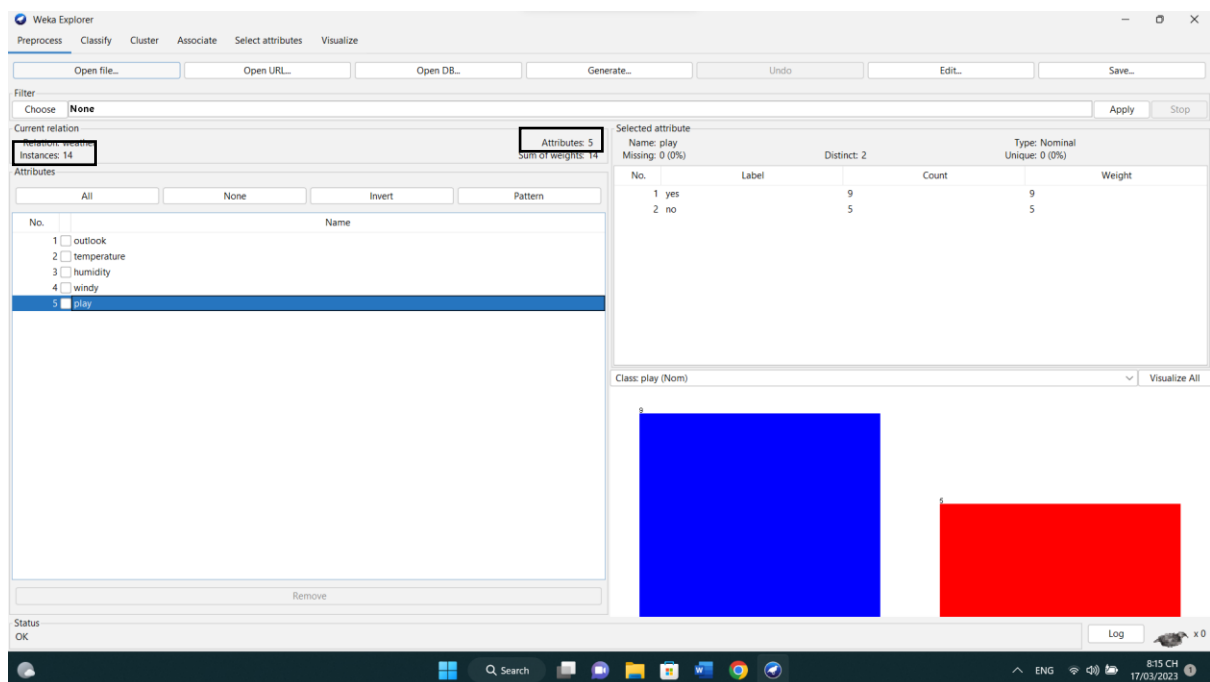 Weka Explorer
Preprocess Classify Cluster Associate Select attributes Visualize
Open file... Open URL... Open DB... Generate... Undo Edit... Save...
Filter
Choose None Apply Stop
Current relation
Relation: weather Attributes: 5
Instances: 14 Sum of weights: 14
Selected attribute
Name: play Type: Nominal
Missing: 0 (0%) Distinct: 2 Unique: 0 (0%)
Attributes
All None Invert Pattern
No. Name
1 outlook
2 temperature
3 humidity
4 windy
5 play
Remove
No. Label Count Weight
1 yes 9 9
2 no 5 5
Class: play (Nom) Visualize All
9
5
Status
OK
Log x 0
Search ENG 8:15 CH
17/03/2023 1